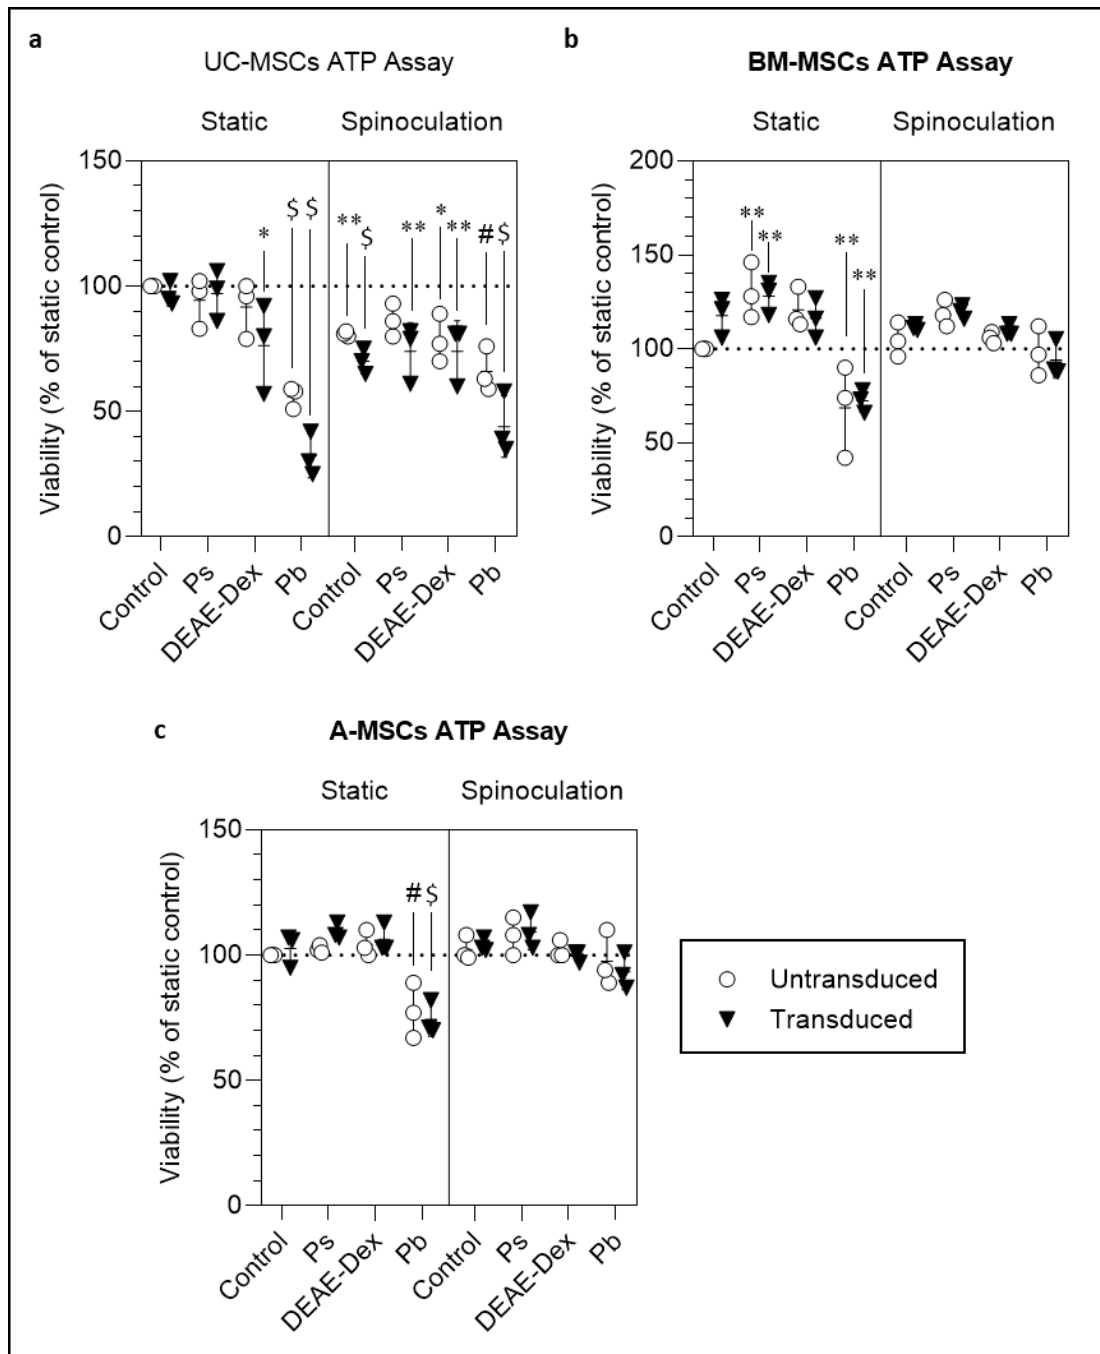 a
UC-MSCs ATP Assay
Static Spinoculation
Viability (% of static control)
150
100
50
0
* $ $ ** $ ** * ** # $
Control Ps DEAE-Dex Pb Control Ps DEAE-Dex Pb
b
BM-MSCs ATP Assay
Static Spinoculation
Viability (% of static control)
200
150
100
50
0
** ** ** **
Control Ps DEAE-Dex Pb Control Ps DEAE-Dex Pb
c
A-MSCs ATP Assay
Static Spinoculation
Viability (% of static control)
150
100
50
0
# $
Control Ps DEAE-Dex Pb Control Ps DEAE-Dex Pb
Untransduced
Transduced